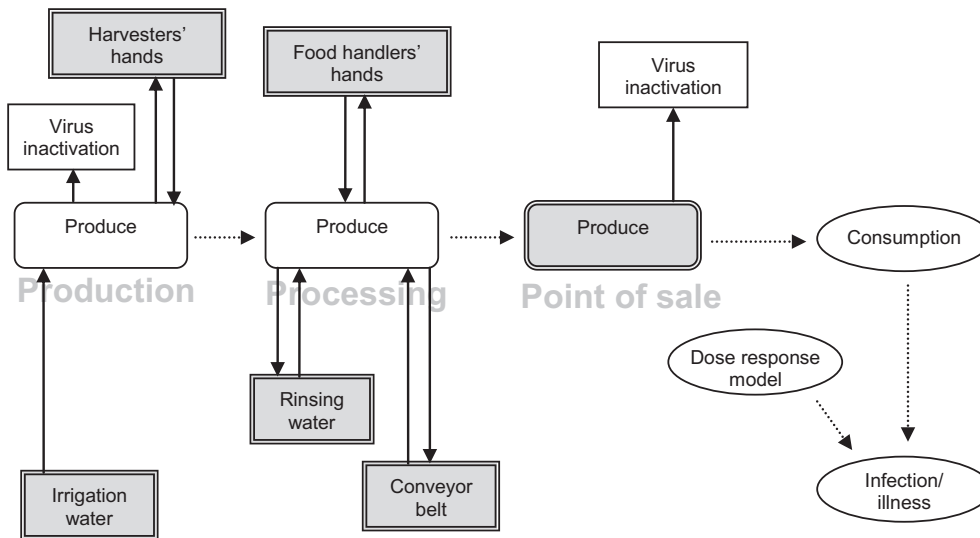 Harvesters'
hands
Food handlers'
hands
Virus
inactivation
Virus
inactivation
Produce
Produce
Produce
Consumption
Production
Processing
Point of sale
Dose response
model
Rinsing
water
Irrigation
water
Conveyor
belt
Infection/
illness